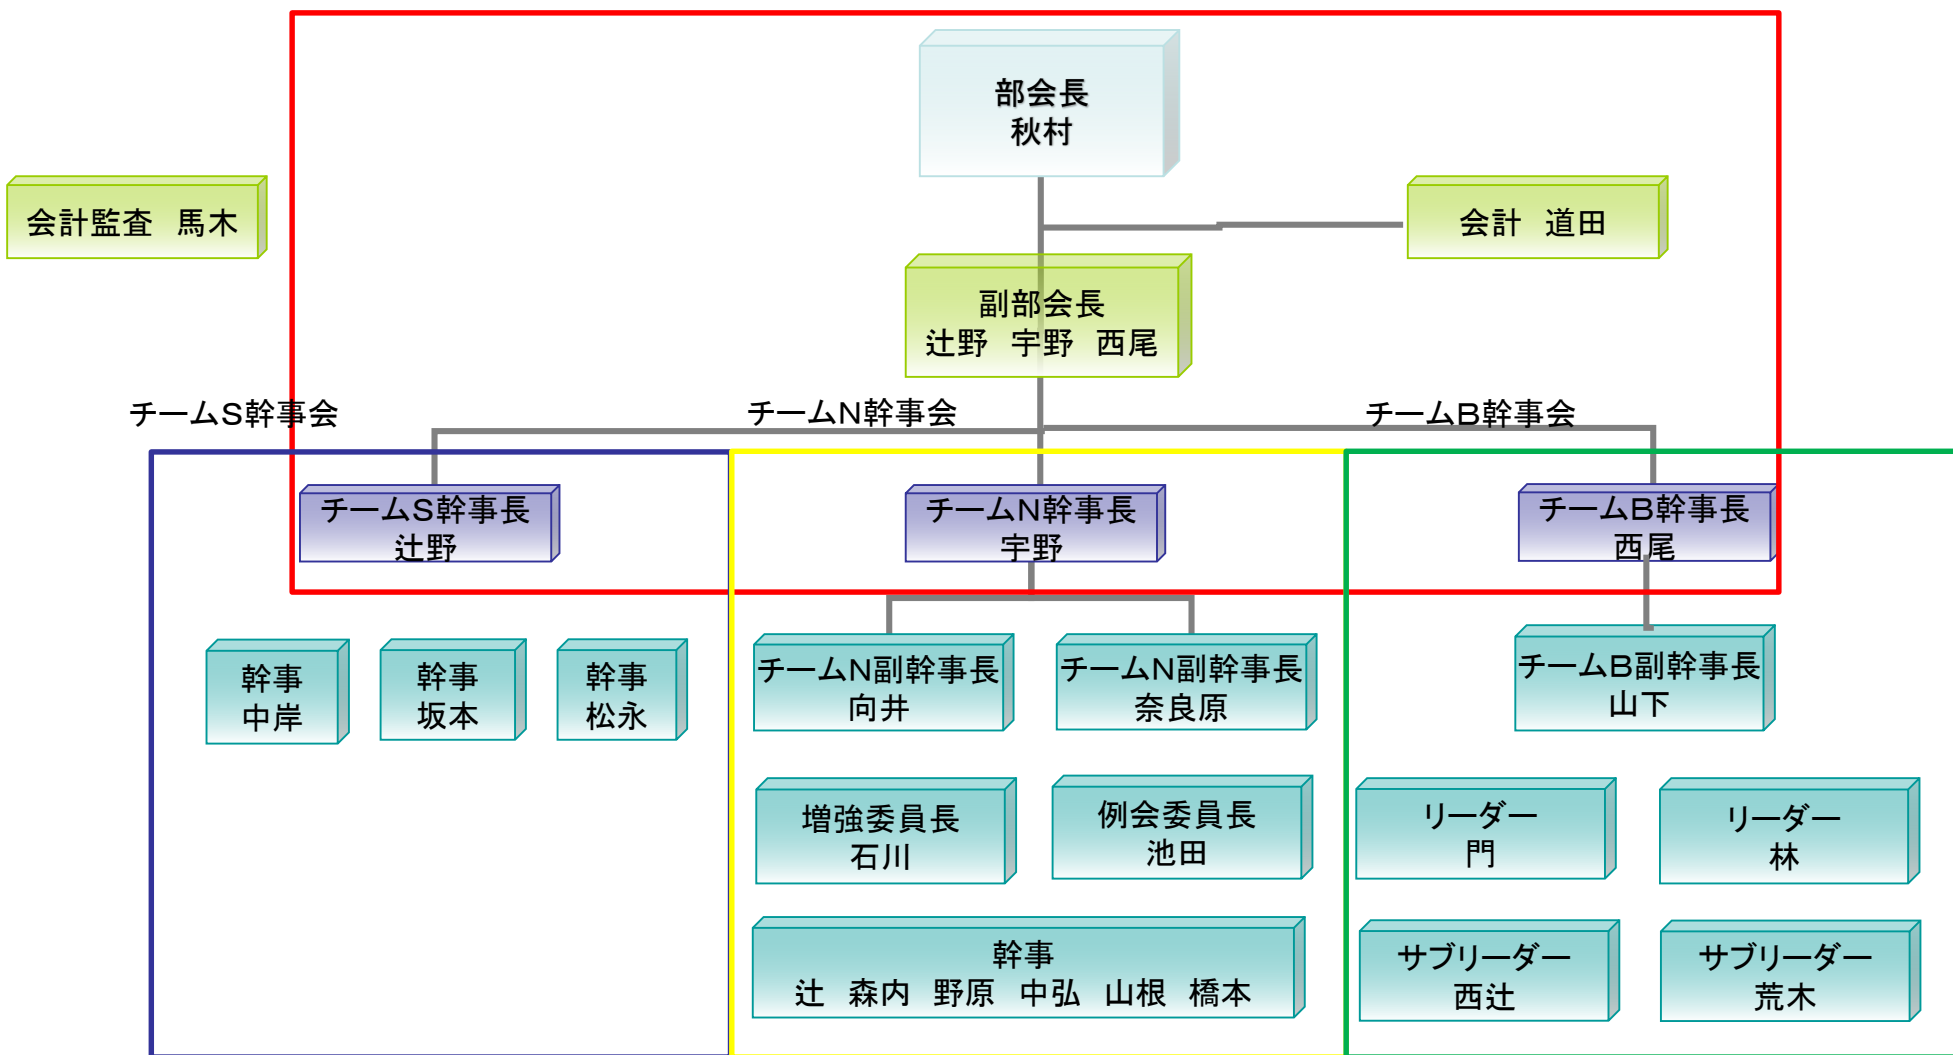 部会長
秋村
会計監査　馬木
会計　道田
副部会長
辻野　宇野　西尾
チームS幹事会
チームN幹事会
チームB幹事会
チームS幹事長
辻野
チームN幹事長
宇野
チームB幹事長
西尾
幹事
中岸
幹事
坂本
幹事
松永
チームN副幹事長
向井
チームN副幹事長
奈良原
チームB副幹事長
山下
増強委員長
石川
例会委員長
池田
リーダー
門
リーダー
林
幹事
辻　森内　野原　中弘　山根　橋本
サブリーダー
西辻
サブリーダー
荒木